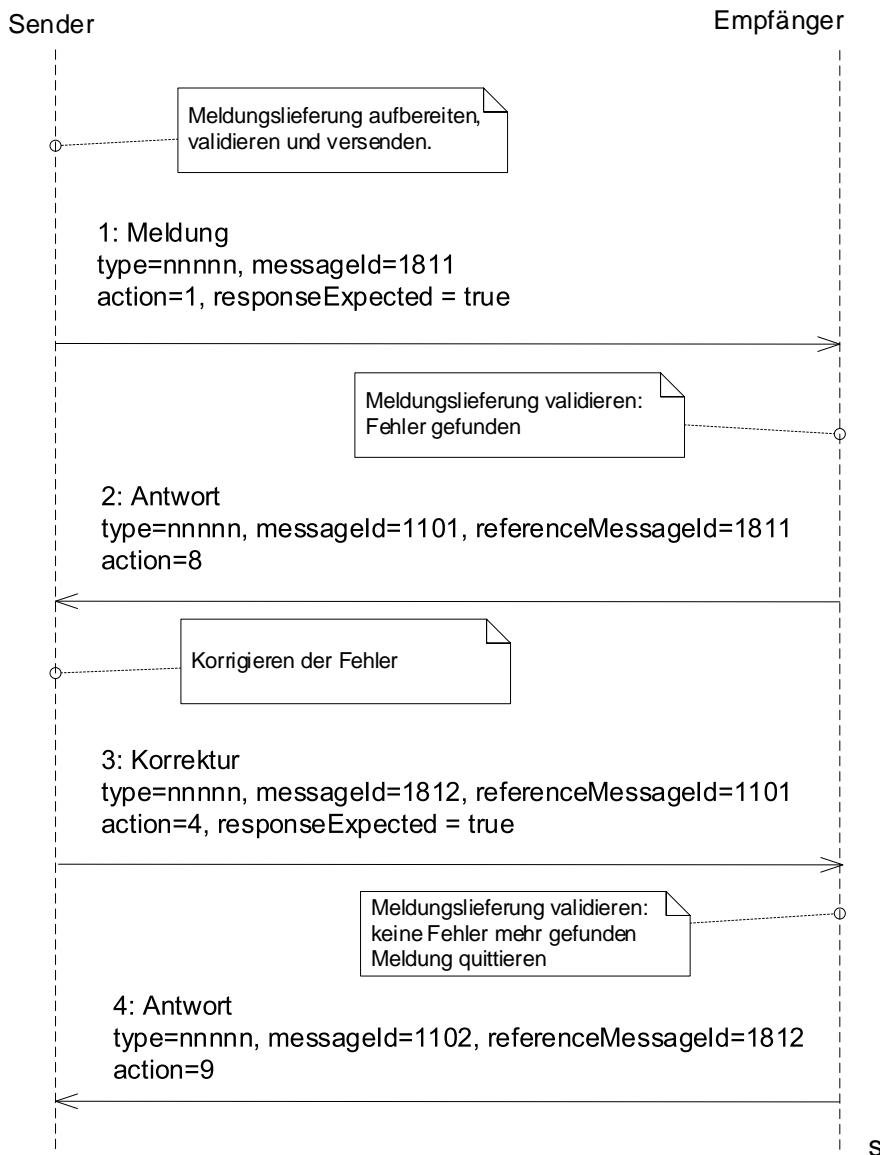 Sender
Empfänger
Meldungslieferung aufbereiten,
validieren und versenden.
1: Meldung
type=nnnnn, messageId=1811
action=1, responseExpected = true
Meldungslieferung validieren:
Fehler gefunden
2: Antwort
type=nnnnn, messageId=1101, referenceMessageId=1811
action=8
Korrigieren der Fehler
3: Korrektur
type=nnnnn, messageId=1812, referenceMessageId=1101
action=4, responseExpected = true
Meldungslieferung validieren:
keine Fehler mehr gefunden
Meldung quittieren
4: Antwort
type=nnnnn, messageId=1102, referenceMessageId=1812
action=9
s